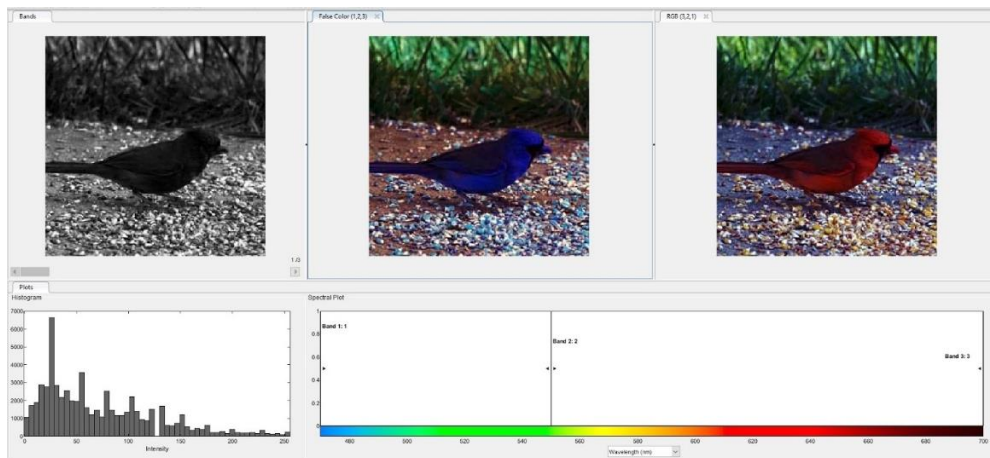 Bands
False Color (1,2,3)
RGB (3,2,1)
1/3
Plots
Histogram
7000
6000
5000
4000
3000
2000
1000
0
0 50 100 150 200 250
Intensity
Spectral Plot
1
0.8
0.6
0.4
0.2
0
Band 1: 1
Band 2: 2
Band 3: 3
480 500 520 540 560 580 600 620 640 660 680 700
Wavelength (nm)